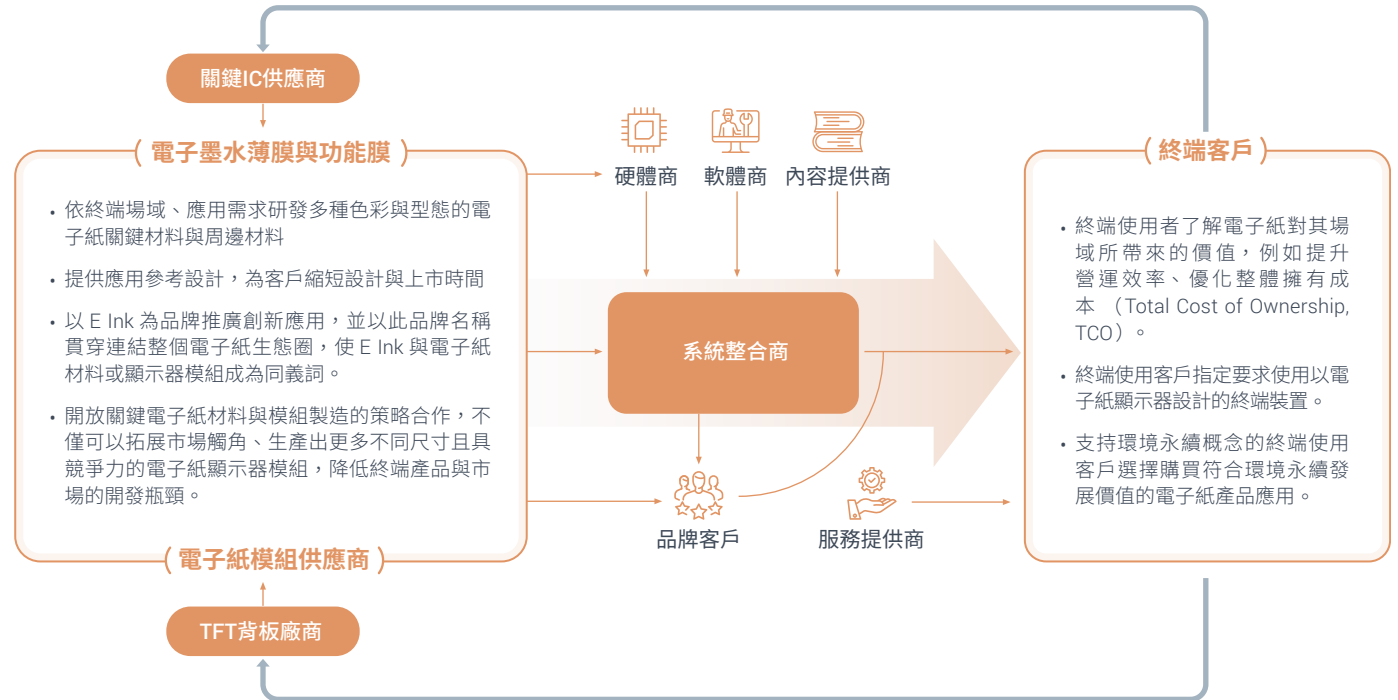 關鍵IC供應商
電子墨水薄膜與功能膜
• 依終端場域、應用需求研發多種色彩與型態的電
子紙關鍵材料與周邊材料
• 提供應用參考設計，為客戶縮短設計與上市時間
• 以 E Ink 為品牌推廣創新應用，並以此品牌名稱
貫穿連結整個電子紙生態圈，使 E Ink 與電子紙
材料或顯示器模組成為同義詞。
• 開放關鍵電子紙材料與模組製造的策略合作，不
僅可以拓展市場觸角、生產出更多不同尺寸且具
競爭力的電子紙顯示器模組，降低終端產品與市
場的開發瓶頸。
電子紙模組供應商
TFT背板廠商
硬體商
軟體商
內容提供商
系統整合商
品牌客戶
服務提供商
終端客戶
• 終端使用者了解電子紙對其場
域所帶來的價值，例如提升
營運效率、優化整體擁有成
本 （Total Cost of Ownership,
TCO）。
• 終端使用客戶指定要求使用以電
子紙顯示器設計的終端裝置。
• 支持環境永續概念的終端使用
客戶選擇購買符合環境永續發
展價值的電子紙產品應用。